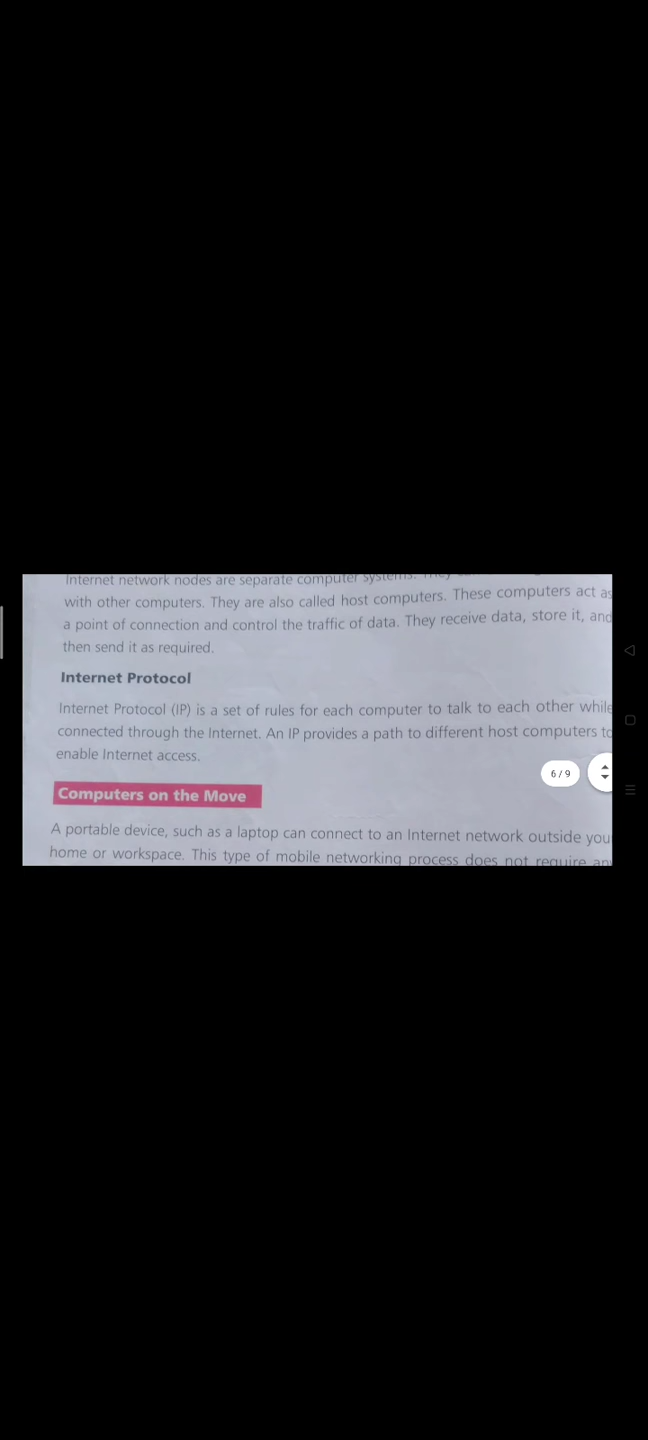 Internet network nodes are separate computer systems.
with other computers. They are also called host computers. These computers act as
a point of connection and control the traffic of data. They receive data, store it, and
then send it as required.
Internet Protocol
Internet Protocol (IP) is a set of rules for each computer to talk to each other while
connected through the Internet. An IP provides a path to different host computers to
enable Internet access.
6 / 9
Computers on the Move
A portable device, such as a laptop can connect to an Internet network outside you
home or workspace. This type of mobile networking process does not require an